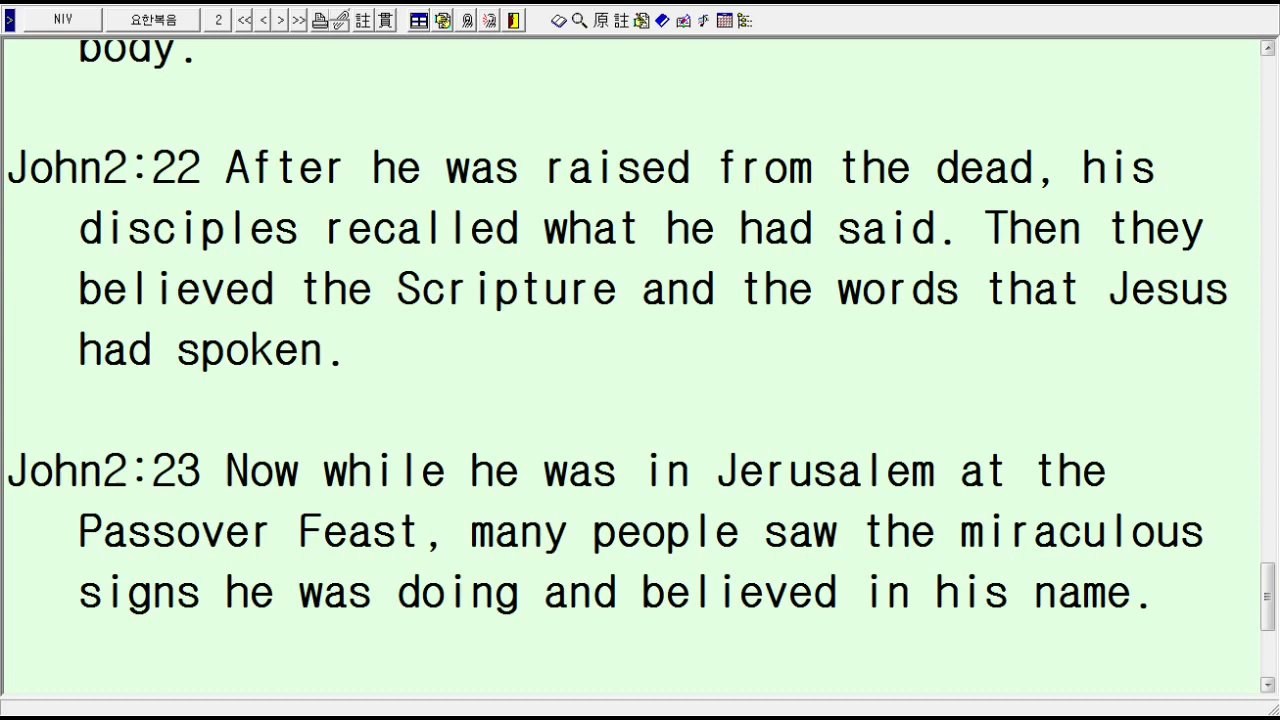 NIV 요한복음 2 << < > >> 註 貫 原 註
body.
John2:22 After he was raised from the dead, his
disciples recalled what he had said. Then they
believed the Scripture and the words that Jesus
had spoken.
John2:23 Now while he was in Jerusalem at the
Passover Feast, many people saw the miraculous
signs he was doing and believed in his name.